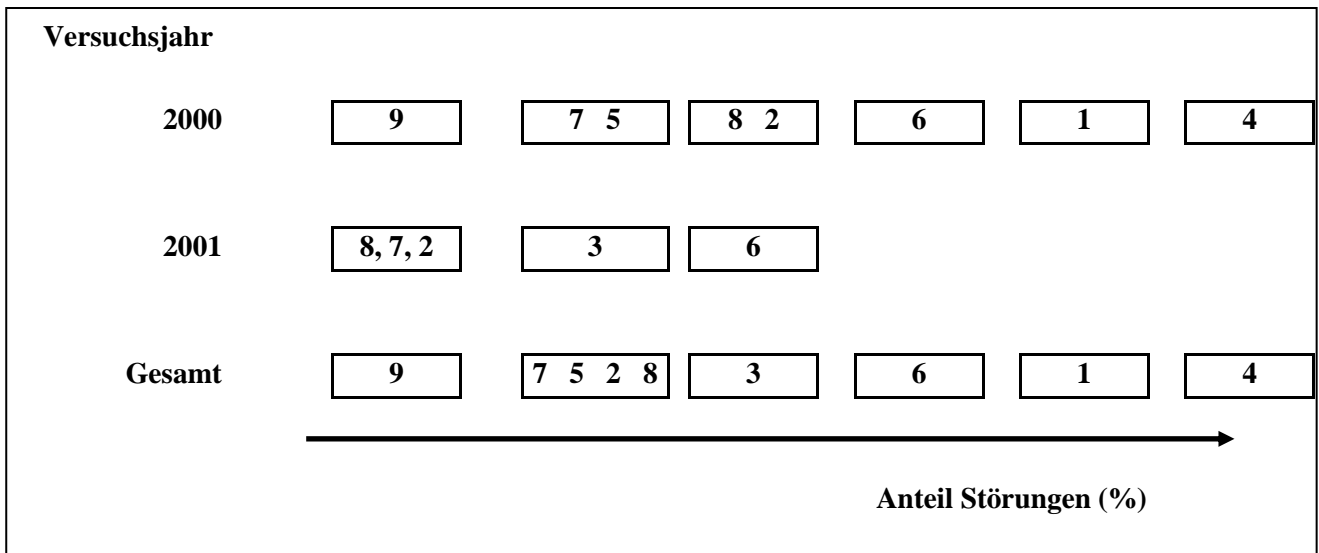 Versuchsjahr
2000 9 7 5 8 2 6 1 4
2001 8, 7, 2 3 6
Gesamt 9 7 5 2 8 3 6 1 4
Anteil Störungen (%)